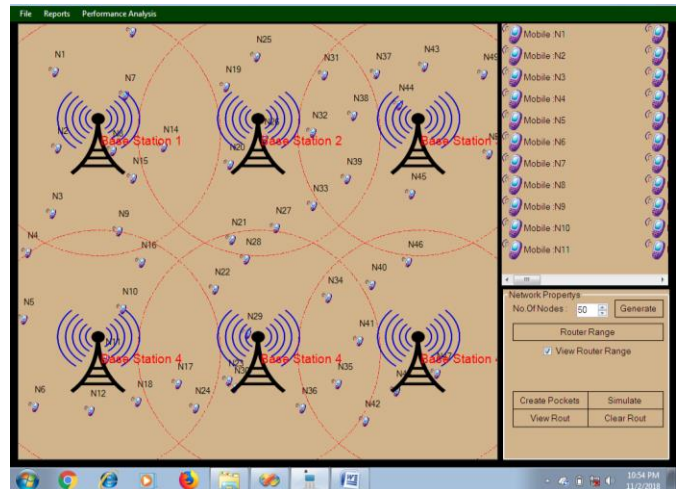 File Reports Performance Analysis
N25
N1
N31
N37
N43
N49
N7
N19
N44
N38
N32
N2
N14
Base Station 1
Base Station 2
Base Station
N15
N20
N39
N45
N3
N33
N9
N27
N21
N4
N16
N28
N46
N22
N40
N34
N10
N5
N29
N41
N11
Base Station 4
Base Station 4
Base Station 4
N17
N35
N6
N18
N12
N24
N36
N42
Mobile :N1
Mobile :N2
Mobile :N3
Mobile :N4
Mobile :N5
Mobile :N6
Mobile :N7
Mobile :N8
Mobile :N9
Mobile :N10
Mobile :N11
Network Propertys
No.Of Nodes : 50 Generate
Router Range
View Router Range
Create Pockets Simulate
View Rout Clear Rout
10:54 PM
11/2/2018